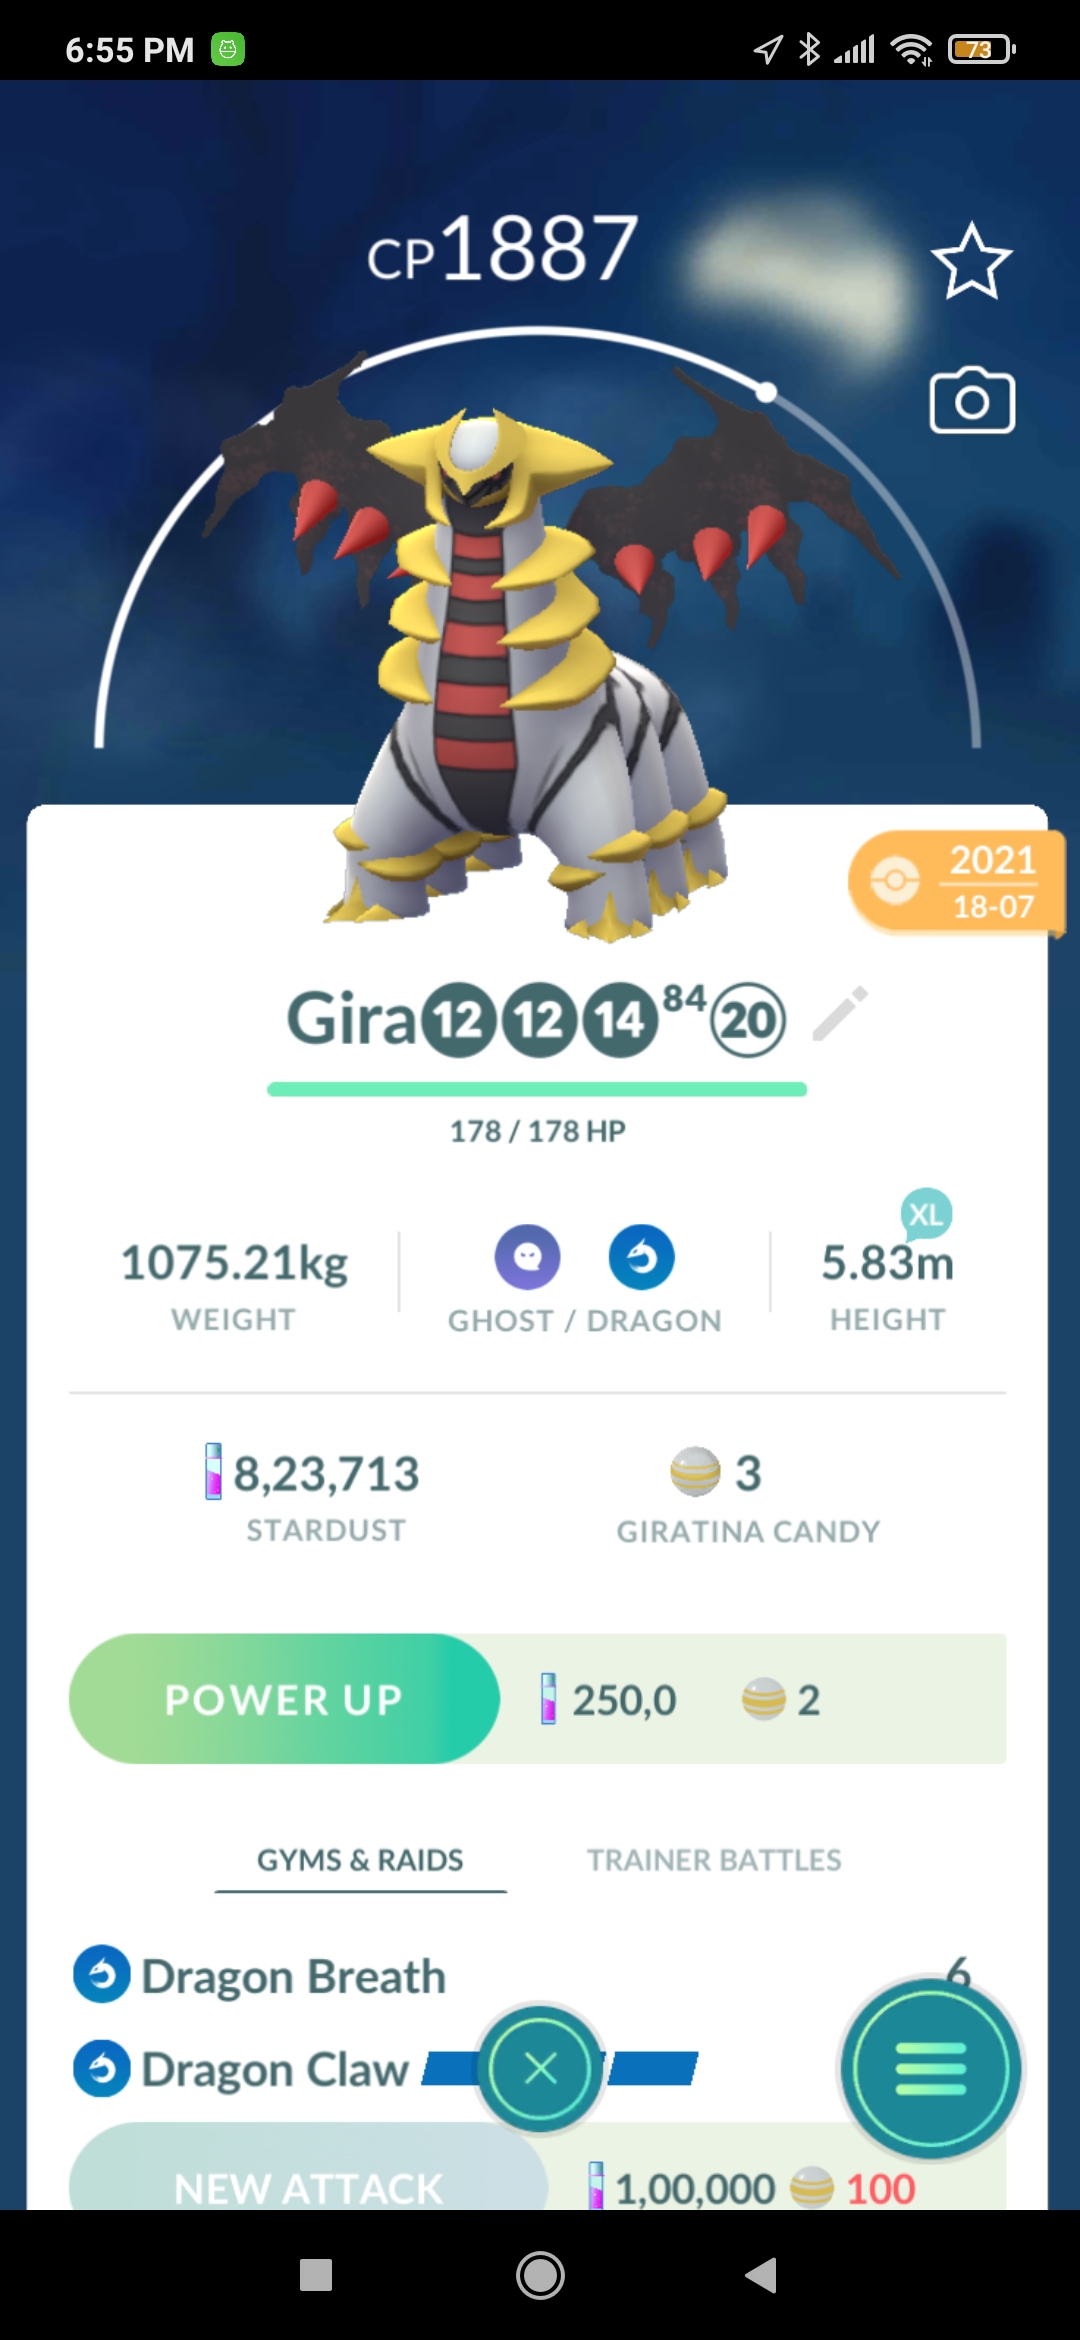 6:55 PM
73
CP1887
2021
18-07
Gira⓬⓬⓮⁸⁴⑳
178 / 178 HP
XL
1075.21kg
5.83m
WEIGHT
GHOST / DRAGON
HEIGHT
8,23,713
3
STARDUST
GIRATINA CANDY
POWER UP
250,0
2
GYMS & RAIDS
TRAINER BATTLES
Dragon Breath
6
Dragon Claw
NEW ATTACK
1,00,000
100